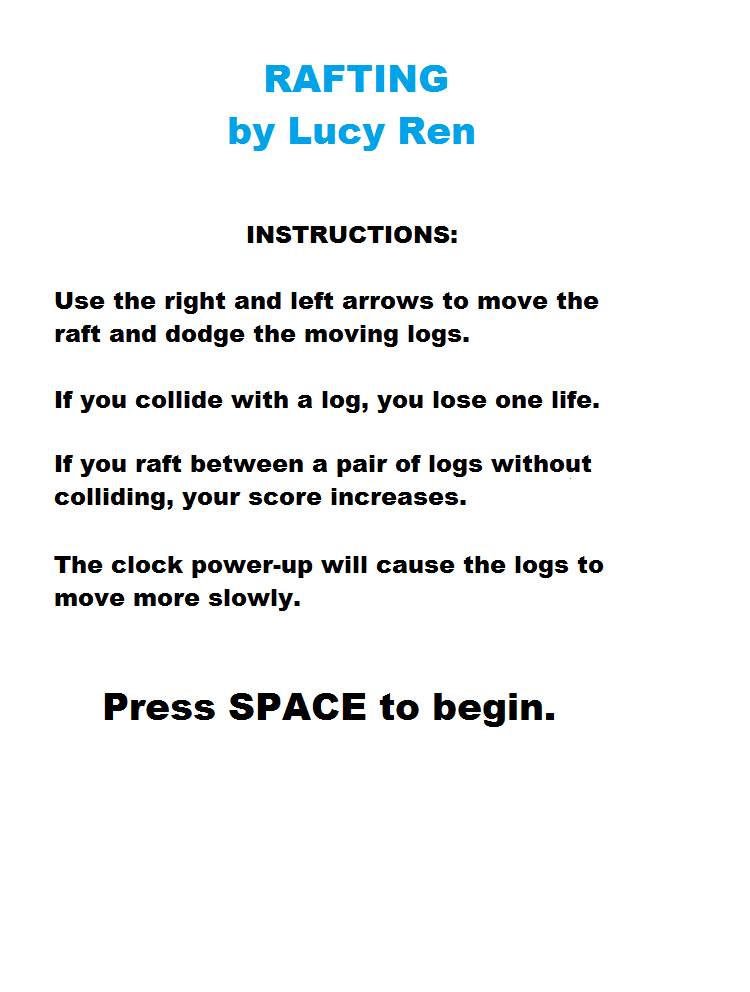 RAFTING
by Lucy Ren
INSTRUCTIONS:
Use the right and left arrows to move the
raft and dodge the moving logs.
If you collide with a log, you lose one life.
If you raft between a pair of logs without
colliding, your score increases.
The clock power-up will cause the logs to
move more slowly.
Press SPACE to begin.